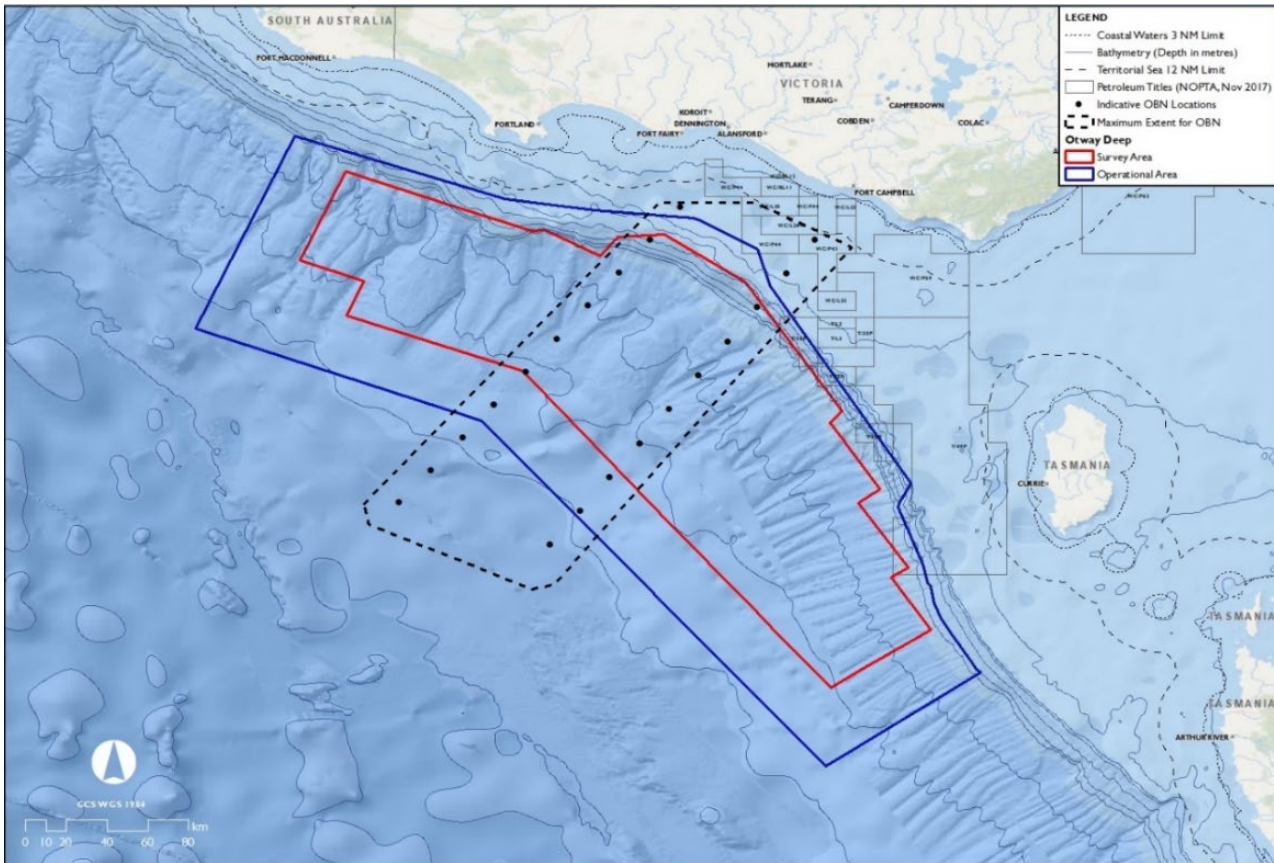 SOUTH AUSTRALIA
PORT MACDONNELL
MORTLAKE
VICTORIA
TERANG
CAMPERDOWN
KOROIT
COBDEN
COLAC
PORTLAND
DENNINGTON
PORT FAIRY
ALLANSFORD
PORT CAMPBELL
LEGEND
Coastal Waters 3 NM Limit
Bathymetry (Depth in metres)
Territorial Sea 12 NM Limit
Petroleum Titles (NOPTA, Nov 2017)
Indicative OBN Locations
Maximum Extent for OBN
Otway Deep
Survey Area
Operational Area
TASMANIA
CURRIE
TASMANIA
TASMANIA
ARTHUR RIVER
GCS WGS 1984
km
0 10 20 40 60 80